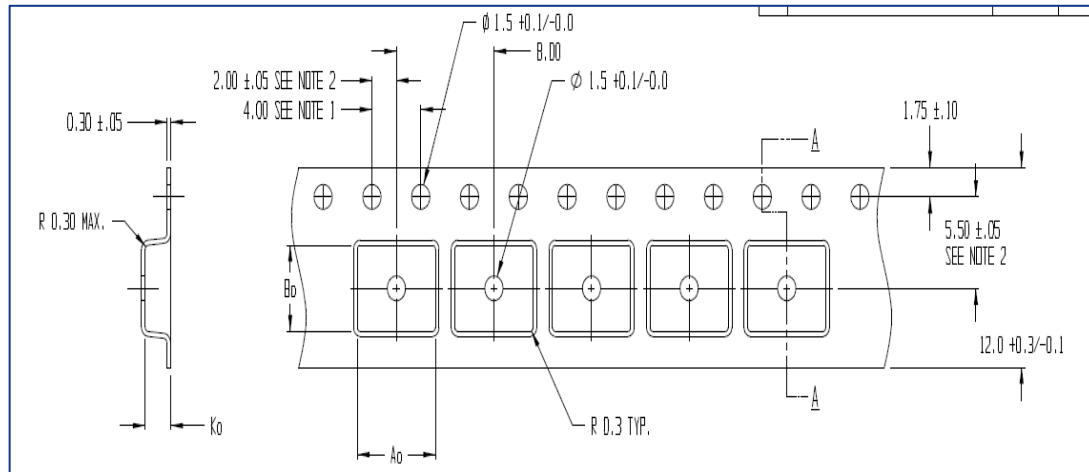 Ø 1.5 +0.1/-0.0
8.00
2.00 ±.05 SEE NOTE 2
Ø 1.5 +0.1/-0.0
4.00 SEE NOTE 1
1.75 ±.10
0.30 ±.05
A
R 0.30 MAX.
5.50 ±.05
SEE NOTE 2
Bo
12.0 +0.3/-0.1
A
R 0.3 TYP.
Ko
Ao